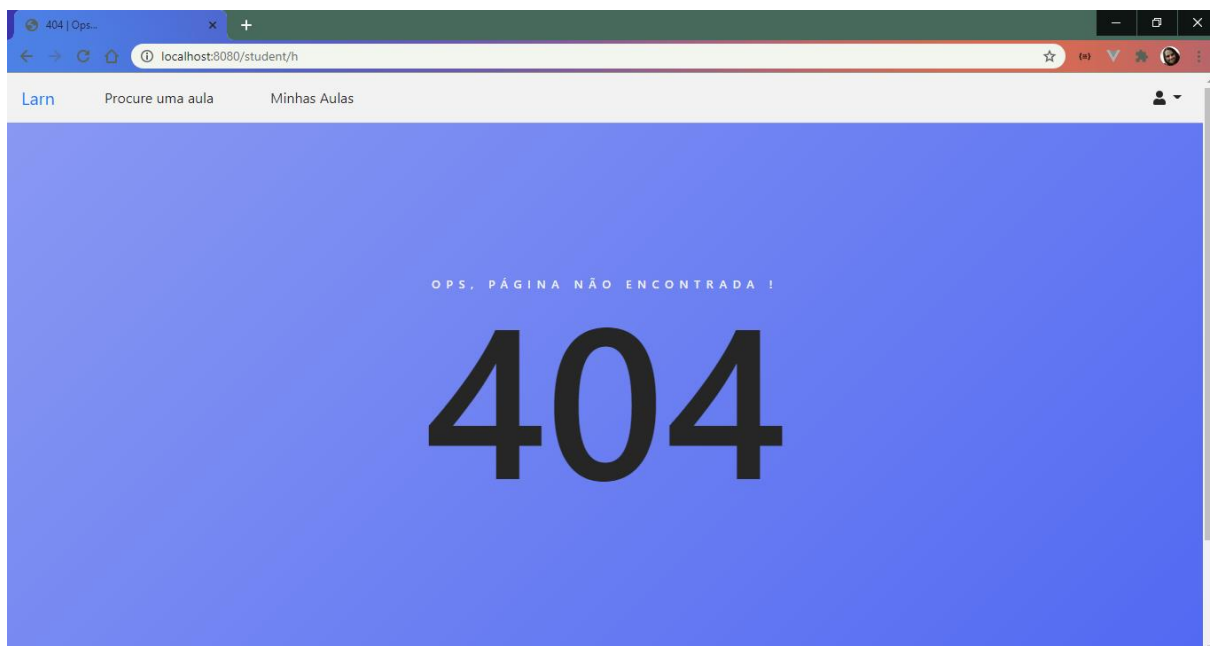 404 | Ops...
localhost:8080/student/h
Larn Procure uma aula Minhas Aulas
OPS, PÁGINA NÃO ENCONTRADA !
404